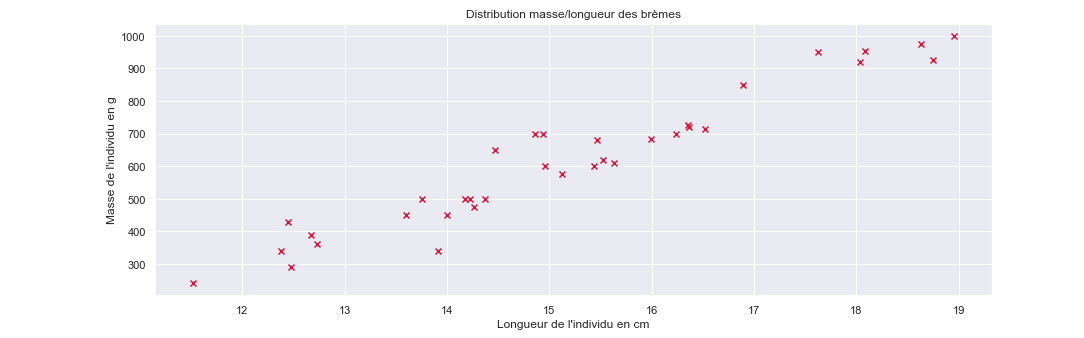 Distribution masse/longueur des brèmes
Masse de l'individu en g
1000
900
800
700
600
500
400
300
12 13 14 15 16 17 18 19
Longueur de l'individu en cm